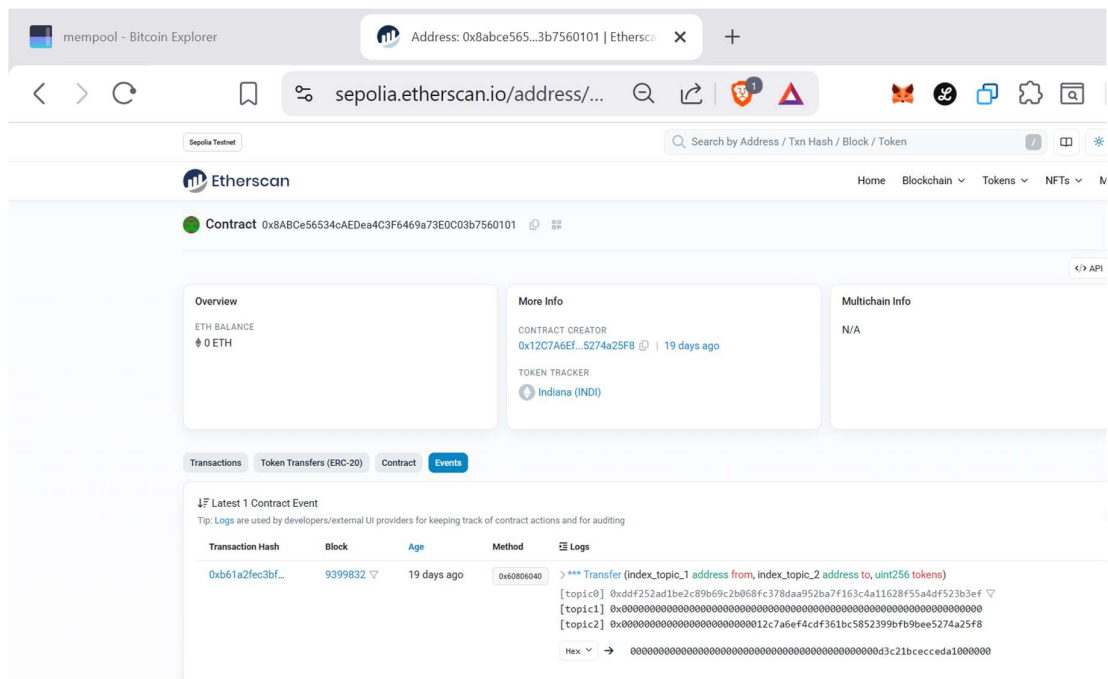 mempool - Bitcoin Explorer
Address: 0x8abce565...3b7560101 | Ethersca
sepolia.etherscan.io/address/...
1
Sepolia Testnet
Search by Address / Txn Hash / Block / Token
/
Etherscan
Home Blockchain Tokens NFTs M
Contract 0x8ABCe56534cAEDea4C3F6469a73E0C03b7560101
</> API
Overview
ETH BALANCE
0 ETH
More Info
CONTRACT CREATOR
0x12C7A6Ef...5274a25F8 | 19 days ago
TOKEN TRACKER
Indiana (INDI)
Multichain Info
N/A
Transactions Token Transfers (ERC-20) Contract Events
Latest 1 Contract Event
Tip: Logs are used by developers/external UI providers for keeping track of contract actions and for auditing
Transaction Hash Block Age Method Logs
0xb61a2fec3bf... 9399832 19 days ago 0x60806040 > *** Transfer (index_topic_1 address from, index_topic_2 address to, uint256 tokens)
[topic0] 0xddf252ad1be2c89b69c2b068fc378daa952ba7f163c4a11628f55a4df523b3ef
[topic1] 0x0000000000000000000000000000000000000000000000000000000000000000
[topic2] 0x00000000000000000000000012c7a6ef4cdf361bc5852399bfb9bee5274a25f8
Hex → 00000000000000000000000000000000000000000000d3c21bcecceda1000000